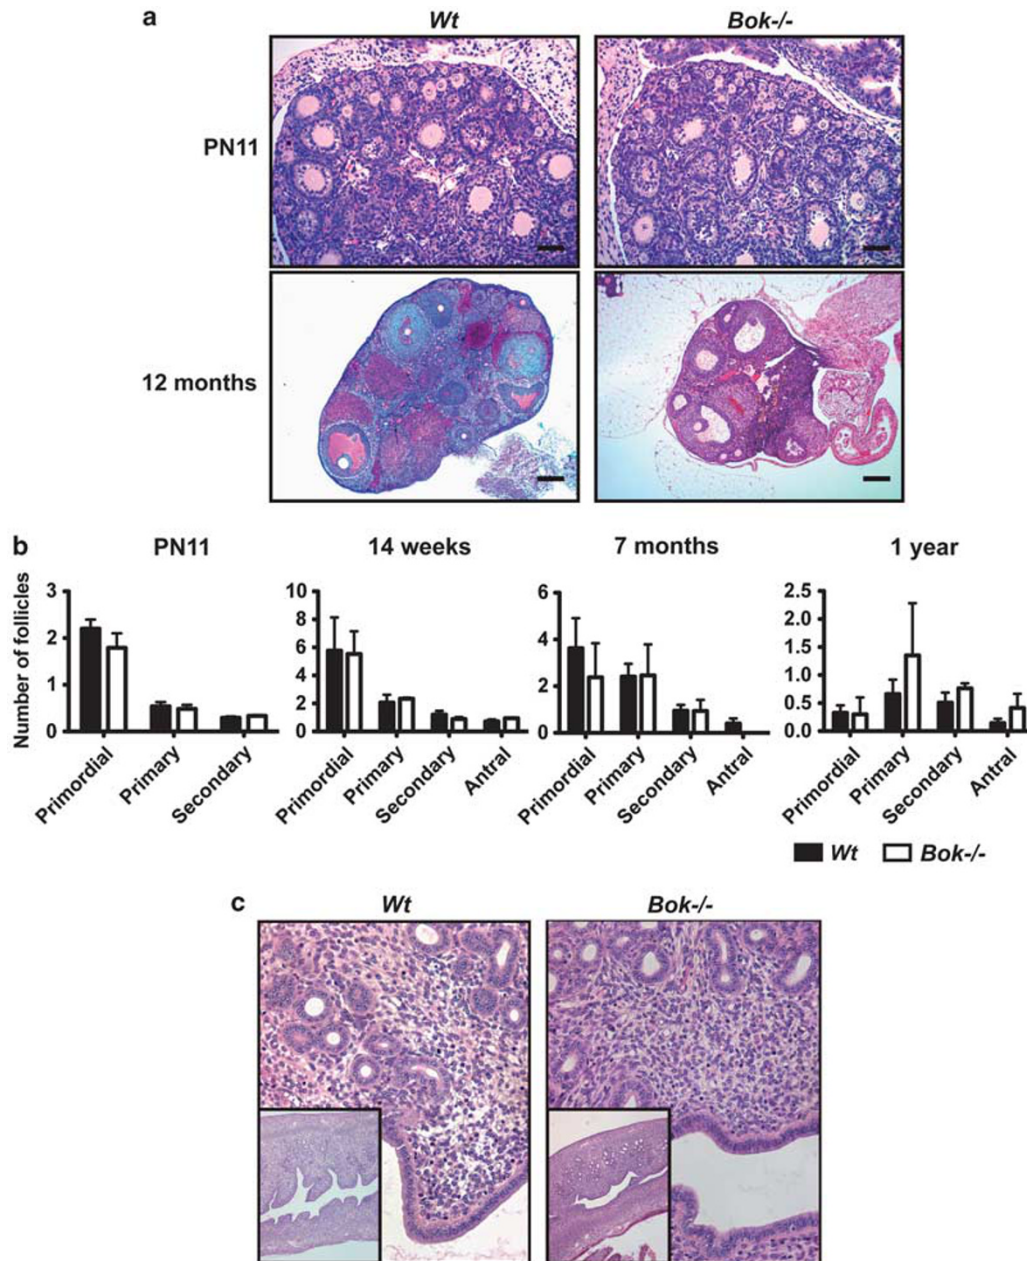 a
Wt Bok-/-
PN11
12 months
b
PN11 14 weeks 7 months 1 year
Number of follicles
3
2
1
0
Primordial
Primary
Secondary
10
8
6
4
2
0
Primordial
Primary
Secondary
Antral
6
4
2
0
Primordial
Primary
Secondary
Antral
2.5
2.0
1.5
1.0
0.5
0.0
Primordial
Primary
Secondary
Antral
Wt Bok-/-
c
Wt Bok-/-